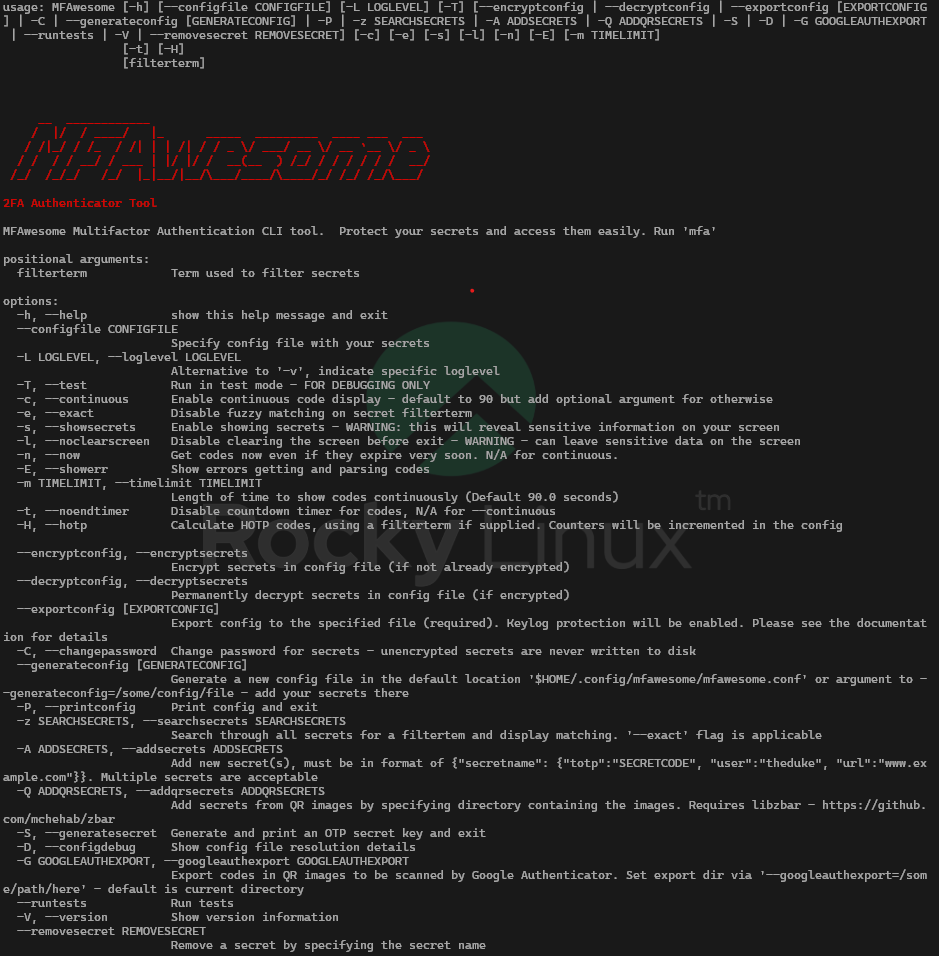 usage: MFAwesome [-h] [--configfile CONFIGFILE] [-L LOGLEVEL] [-T] [--encryptconfig | --decryptconfig | --exportconfig [EXPORTCONFIG
] | -C | --generateconfig [GENERATECONFIG] | -P | -z SEARCHSECRETS | -A ADDSECRETS | -Q ADDQRSECRETS | -S | -D | -G GOOGLEAUTHEXPORT
 | --runtests | -V | --removesecret REMOVESECRET] [-c] [-e] [-s] [-l] [-n] [-E] [-m TIMELIMIT]
[-t] [-H]
[filterterm]
MFAwesome
2FA Authenticator Tool
MFAwesome Multifactor Authentication CLI tool.  Protect your secrets and access them easily. Run 'mfa'
positional arguments:
filterterm            Term used to filter secrets
options:
-h, --help            show this help message and exit
--configfile CONFIGFILE
Specify config file with your secrets
-L LOGLEVEL, --loglevel LOGLEVEL
Alternative to '-v', indicate specific loglevel
-T, --test            Run in test mode - FOR DEBUGGING ONLY
-c, --continuous      Enable continuous code display - default to 90 but add optional argument for otherwise
-e, --exact           Disable fuzzy matching on secret filterterm
-s, --showsecrets     Enable showing secrets - WARNING: this will reveal sensitive information on your screen
-l, --noclearscreen   Disable clearing the screen before exit - WARNING - can leave sensitive data on the screen
-n, --now             Get codes now even if they expire very soon. N/A for continuous.
-E, --showerr         Show errors getting and parsing codes
-m TIMELIMIT, --timelimit TIMELIMIT
Length of time to show codes continuously (Default 90.0 seconds)
-t, --noendtimer      Disable countdown timer for codes, N/A for --continuous
-H, --hotp            Calculate HOTP codes, using a filterterm if supplied. Counters will be incremented in the config
Rocky Linux tm
--encryptconfig, --encryptsecrets
Encrypt secrets in config file (if not already encrypted)
--decryptconfig, --decryptsecrets
Permanently decrypt secrets in config file (if encrypted)
--exportconfig [EXPORTCONFIG]
Export config to the specified file (required). Keylog protection will be enabled. Please see the documentat
ion for details
-C, --changepassword  Change password for secrets - unencrypted secrets are never written to disk
--generateconfig [GENERATECONFIG]
Generate a new config file in the default location '$HOME/.config/mfawesome/mfawesome.conf' or argument to -
-generateconfig=/some/config/file - add your secrets there
-P, --printconfig     Print config and exit
-z SEARCHSECRETS, --searchsecrets SEARCHSECRETS
Search through all secrets for a filtertem and display matching. '--exact' flag is applicable
-A ADDSECRETS, --addsecrets ADDSECRETS
Add new secret(s), must be in format of {"secretname": {"totp":"SECRETCODE", "user":"theduke", "url":"www.ex
ample.com"}}. Multiple secrets are acceptable
-Q ADDQRSECRETS, --addqrsecrets ADDQRSECRETS
Add secrets from QR images by specifying directory containing the images. Requires libzbar - https://github.
com/mchehab/zbar
-S, --generatesecret  Generate and print an OTP secret key and exit
-D, --configdebug     Show config file resolution details
-G GOOGLEAUTHEXPORT, --googleauthexport GOOGLEAUTHEXPORT
Export codes in QR images to be scanned by Google Authenticator. Set export dir via '--googleauthexport=/som
e/path/here' - default is current directory
--runtests            Run tests
-V, --version         Show version information
--removesecret REMOVESECRET
Remove a secret by specifying the secret name